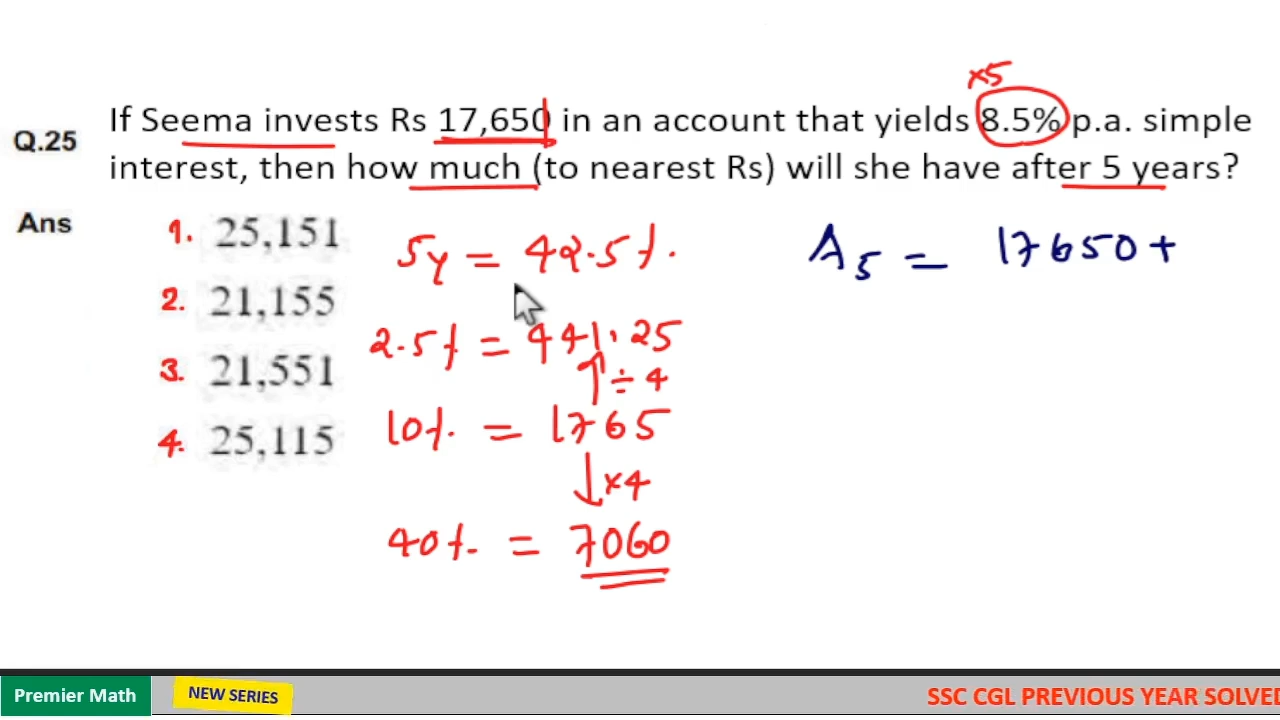 ×5
Q.25 If Seema invests Rs 17,650 in an account that yields 8.5% p.a. simple
interest, then how much (to nearest Rs) will she have after 5 years?
Ans
1. 25,151
2. 21,155
3. 21,551
4. 25,115
5y = 42.5%.
2.5% = 441.25
÷4
10% = 1765
×4
40% = 7060
A5 = 17650+
Premier Math
NEW SERIES
SSC CGL PREVIOUS YEAR SOLVED